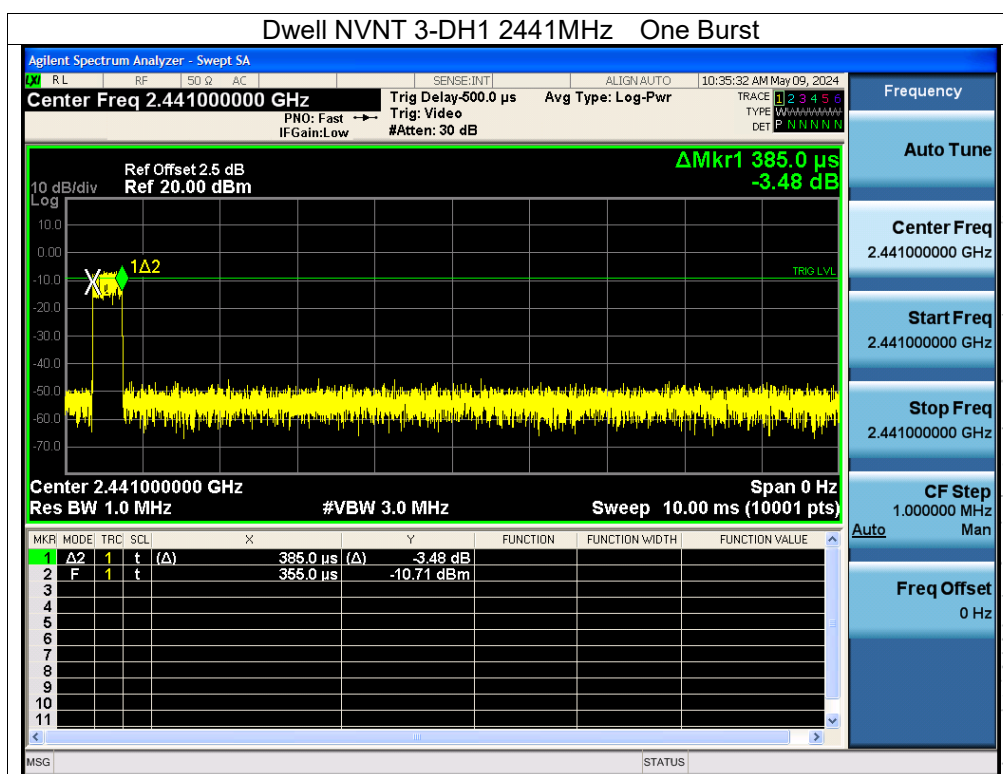 Dwell NVNT 3-DH1 2441MHz One Burst
Agilent Spectrum Analyzer - Swept SA
LXI RL RF 50 Ω AC SENSE:INT ALIGN AUTO 10:35:32 AM May 09, 2024
Center Freq 2.441000000 GHz
PNO: Fast
IFGain:Low
Trig Delay-500.0 µs
Trig: Video
#Atten: 30 dB
Avg Type: Log-Pwr
TRACE 1 2 3 4 5 6
TYPE WWWWWW
DET P N N N N N
ΔMkr1 385.0 µs
-3.48 dB
Ref Offset 2.5 dB
10 dB/div Ref 20.00 dBm
Log
10.0
0.00
-10.0
-20.0
-30.0
-40.0
-50.0
-60.0
-70.0
X
1Δ2
TRIG LVL
Center 2.441000000 GHz Span 0 Hz
Res BW 1.0 MHz #VBW 3.0 MHz Sweep 10.00 ms (10001 pts)
MKR MODE TRC SCL X Y FUNCTION FUNCTION WIDTH FUNCTION VALUE
1 Δ2 1 t (Δ) 385.0 µs (Δ) -3.48 dB
2 F 1 t 355.0 µs -10.71 dBm
3
4
5
6
7
8
9
10
11
MSG STATUS
Frequency
Auto Tune
Center Freq
2.441000000 GHz
Start Freq
2.441000000 GHz
Stop Freq
2.441000000 GHz
CF Step
1.000000 MHz
Auto Man
Freq Offset
0 Hz